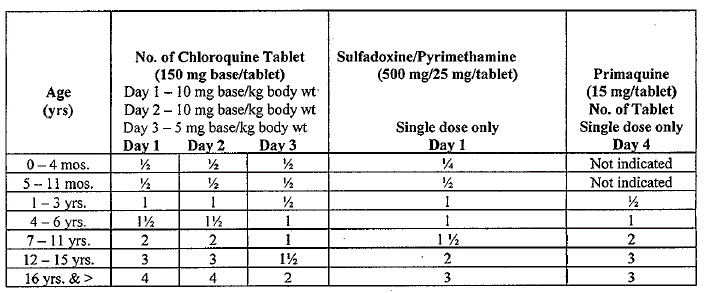 Age
(yrs)
No. of Chloroquine Tablet
(150 mg base/tablet)
Day 1 – 10 mg base/kg body wt
Day 2 – 10 mg base/kg body wt
Day 3 – 5 mg base/kg body wt
Day 1 Day 2 Day 3
Sulfadoxine/Pyrimethamine
(500 mg/25 mg/tablet)
Single dose only
Day 1
Primaquine
(15 mg/tablet)
No. of Tablet
Single dose only
Day 4
0 – 4 mos. ½ ½ ½ ¼ Not indicated
5 – 11 mos. ½ ½ ½ ½ Not indicated
1 – 3 yrs. 1 1 ½ 1 ½
4 – 6 yrs. 1½ 1½ 1 1 1
7 – 11 yrs. 2 2 1 1 ½ 2
12 – 15 yrs. 3 3 1½ 2 3
16 yrs. & > 4 4 2 3 3